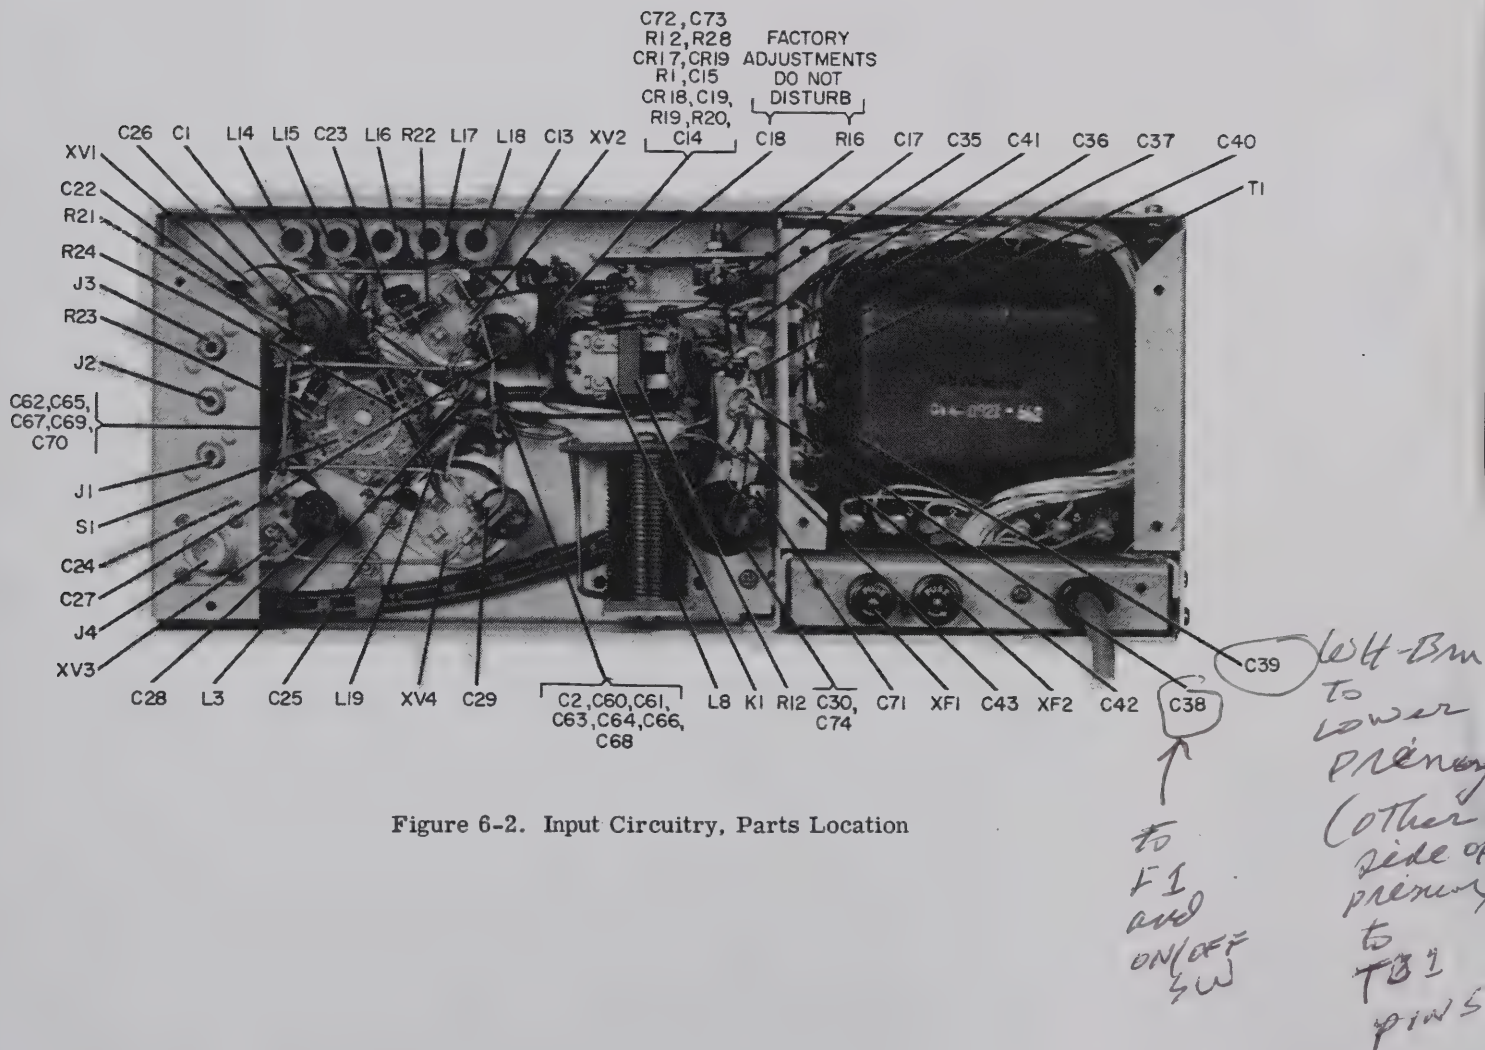 C72, C73
R12, R28
CR17, CR19
R1, C15
CR18, C19,
R19, R20,
C14
FACTORY
ADJUSTMENTS
DO NOT
DISTURB
C26 C1 L14 L15 C23 L16 R22 L17 L18 C13 XV2 C18 R16 C17 C35 C41 C36 C37 C40
XV1
T1
C22
R21
R24
J3
R23
J2
C62, C65,
C67, C69,
C70
J1
S1
C24
C27
J4
XV3
C28 L3 C25 L19 XV4 C29
C2, C60, C61,
C63, C64, C66,
C68
L8 K1 R12
C30,
C74
C71 XF1 C43 XF2 C42 C38
C39
WH-Brn
to
Lower
(other
side of
to
TB1
pin 5
to
F1
and
ON/OFF
SW
Figure 6-2. Input Circuitry, Parts Location